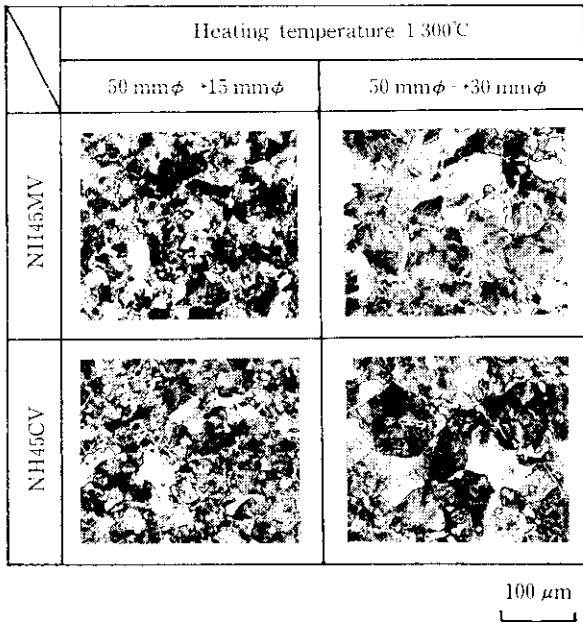 Heating temperature 1 300℃
50 mmϕ →15 mmϕ
50 mmϕ →30 mmϕ
NH45MV
NH45CV
100 μm